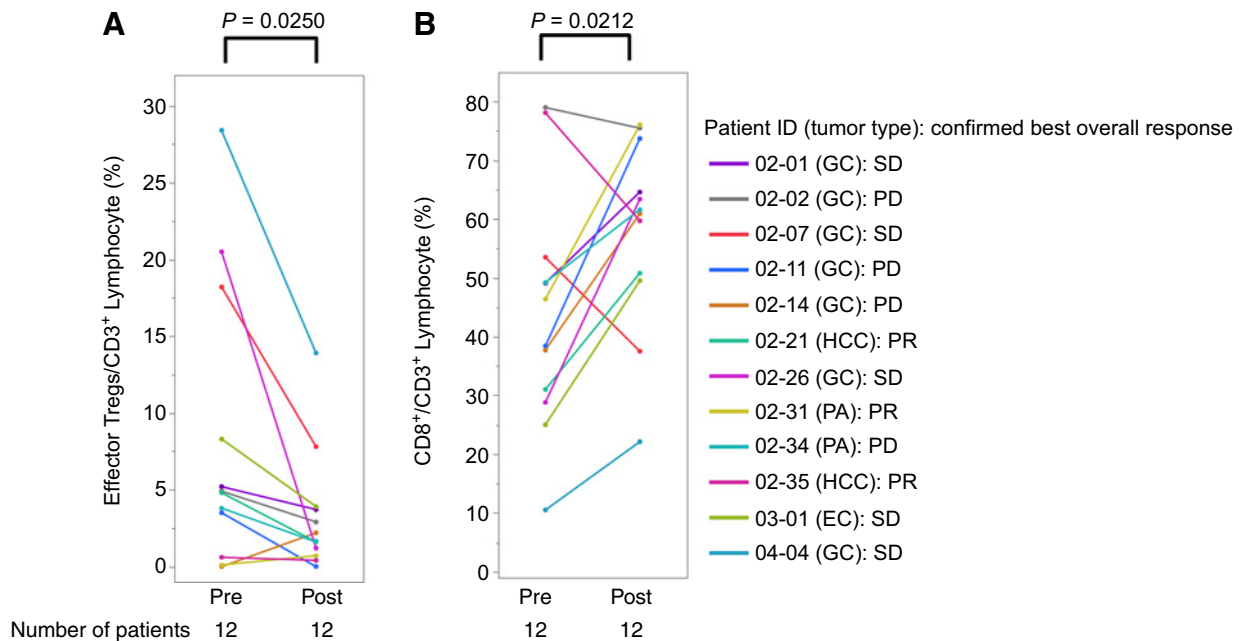 A
P = 0.0250
Effector Tregs/CD3⁺ Lymphocyte (%)
30
25
20
15
10
5
0
Pre
Post
Number of patients
12
12
B
P = 0.0212
CD8⁺/CD3⁺ Lymphocyte (%)
80
70
60
50
40
30
20
10
0
Pre
Post
12
12
Patient ID (tumor type): confirmed best overall response
02-01 (GC): SD
02-02 (GC): PD
02-07 (GC): SD
02-11 (GC): PD
02-14 (GC): PD
02-21 (HCC): PR
02-26 (GC): SD
02-31 (PA): PR
02-34 (PA): PD
02-35 (HCC): PR
03-01 (EC): SD
04-04 (GC): SD